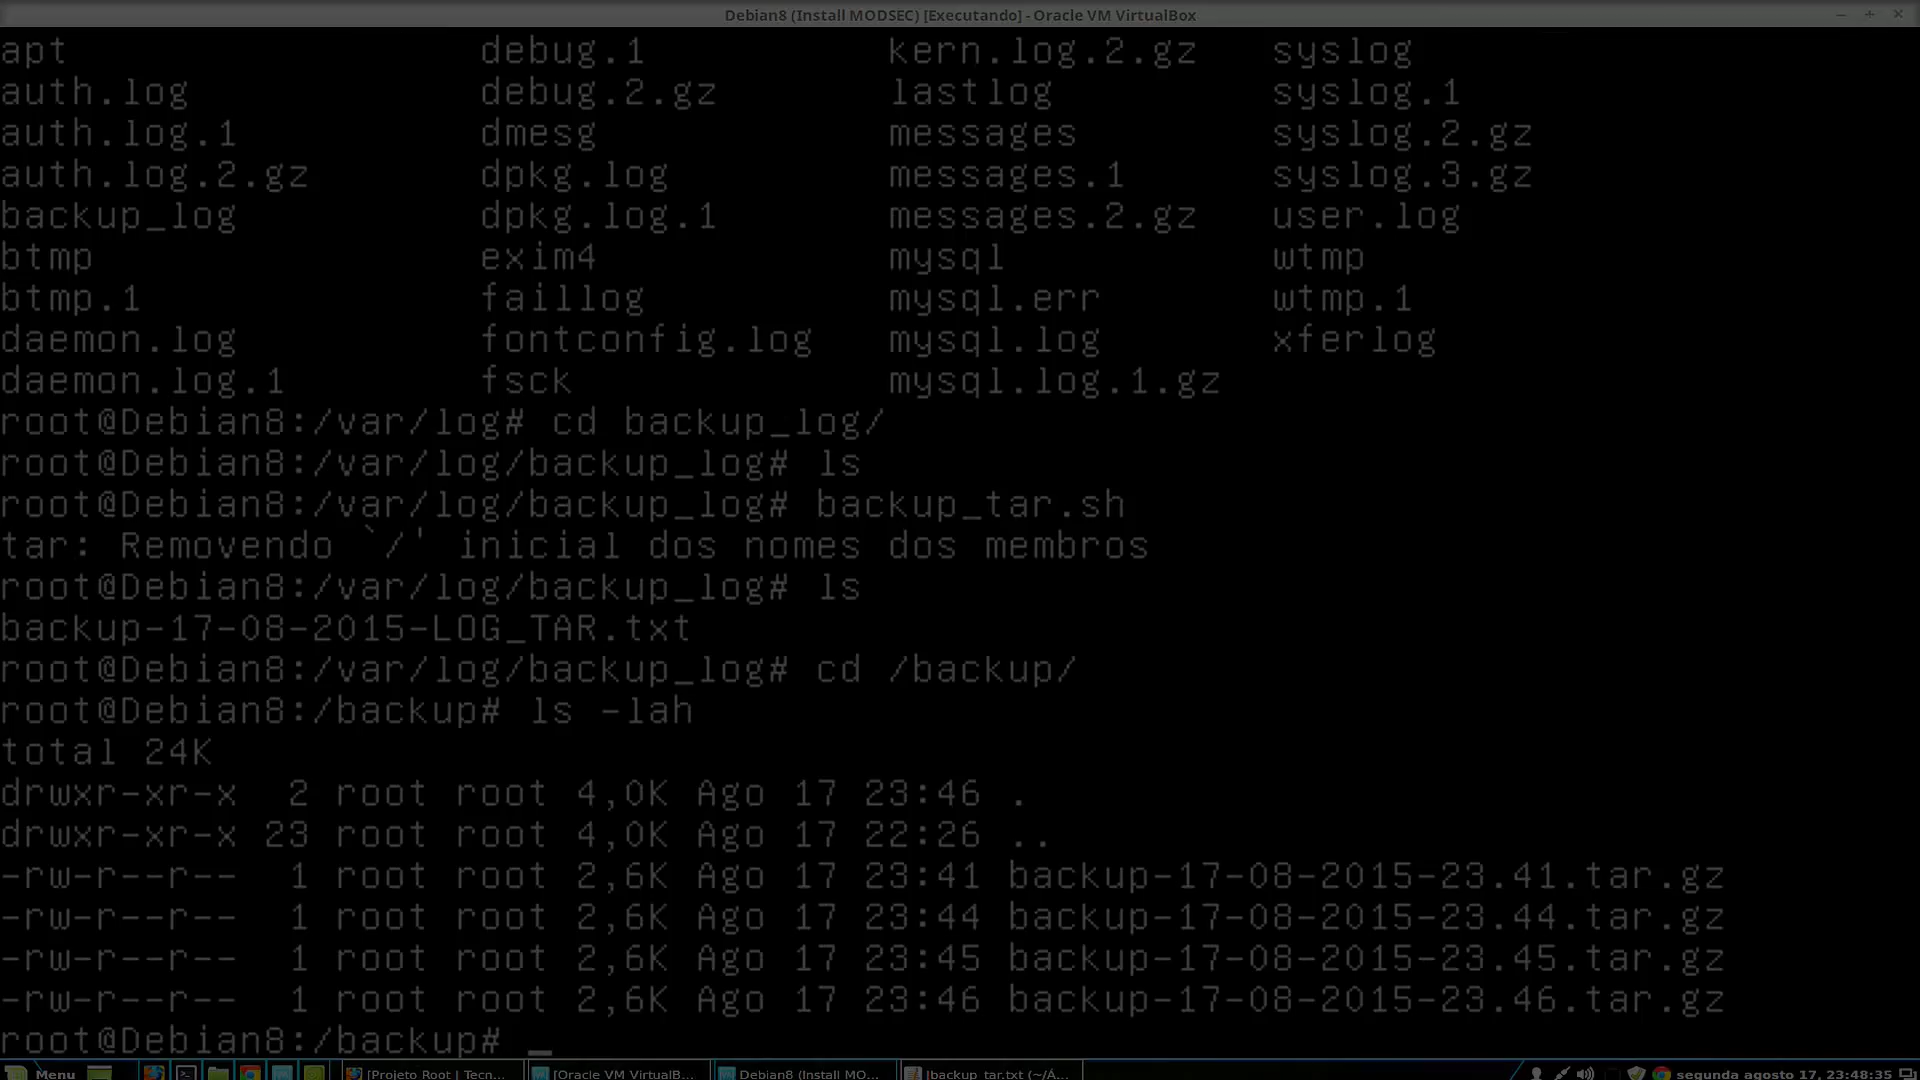 Debian8 (Install MODSEC) [Executando] - Oracle VM VirtualBox
apt debug.1 kern.log.2.gz syslog
auth.log debug.2.gz lastlog syslog.1
auth.log.1 dmesg messages syslog.2.gz
auth.log.2.gz dpkg.log messages.1 syslog.3.gz
backup_log dpkg.log.1 messages.2.gz user.log
btmp exim4 mysql wtmp
btmp.1 faillog mysql.err wtmp.1
daemon.log fontconfig.log mysql.log xferlog
daemon.log.1 fsck mysql.log.1.gz
root@Debian8:/var/log# cd backup_log/
root@Debian8:/var/log/backup_log# ls
root@Debian8:/var/log/backup_log# backup_tar.sh
tar: Removendo `/' inicial dos nomes dos membros
root@Debian8:/var/log/backup_log# ls
backup-17-08-2015-LOG_TAR.txt
root@Debian8:/var/log/backup_log# cd /backup/
root@Debian8:/backup# ls -lah
total 24K
drwxr-xr-x 2 root root 4,0K Ago 17 23:46 .
drwxr-xr-x 23 root root 4,0K Ago 17 22:26 ..
-rw-r--r-- 1 root root 2,6K Ago 17 23:41 backup-17-08-2015-23.41.tar.gz
-rw-r--r-- 1 root root 2,6K Ago 17 23:44 backup-17-08-2015-23.44.tar.gz
-rw-r--r-- 1 root root 2,6K Ago 17 23:45 backup-17-08-2015-23.45.tar.gz
-rw-r--r-- 1 root root 2,6K Ago 17 23:46 backup-17-08-2015-23.46.tar.gz
root@Debian8:/backup# _
Menu [Projeto Root | Tecn... [Oracle VM VirtualB... Debian8 (Install MO... |backup_tar.txt (~/Á... segunda agosto 17, 23:48:35